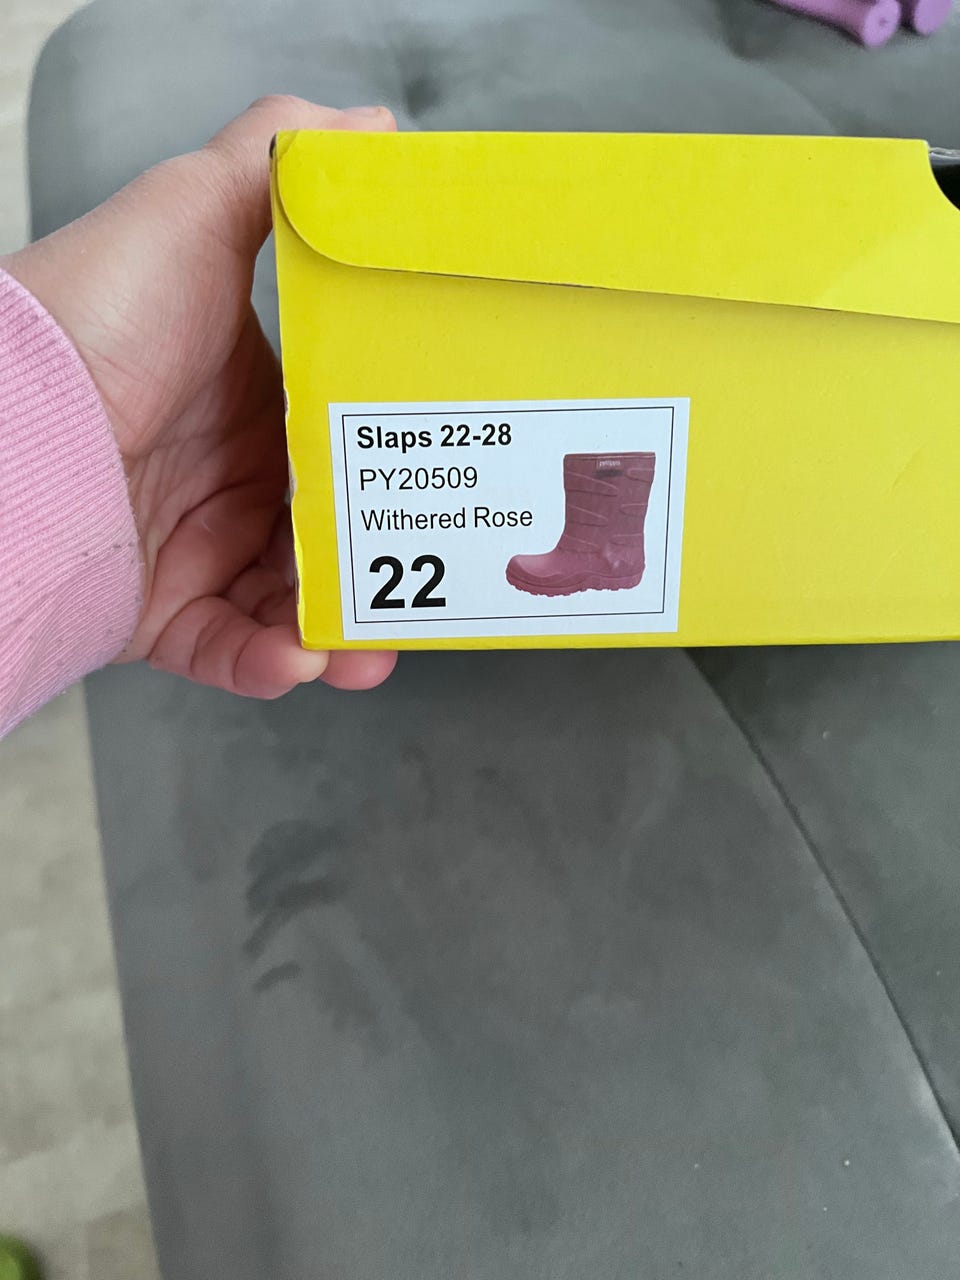 Slaps 22-28
PY20509
Withered Rose
22